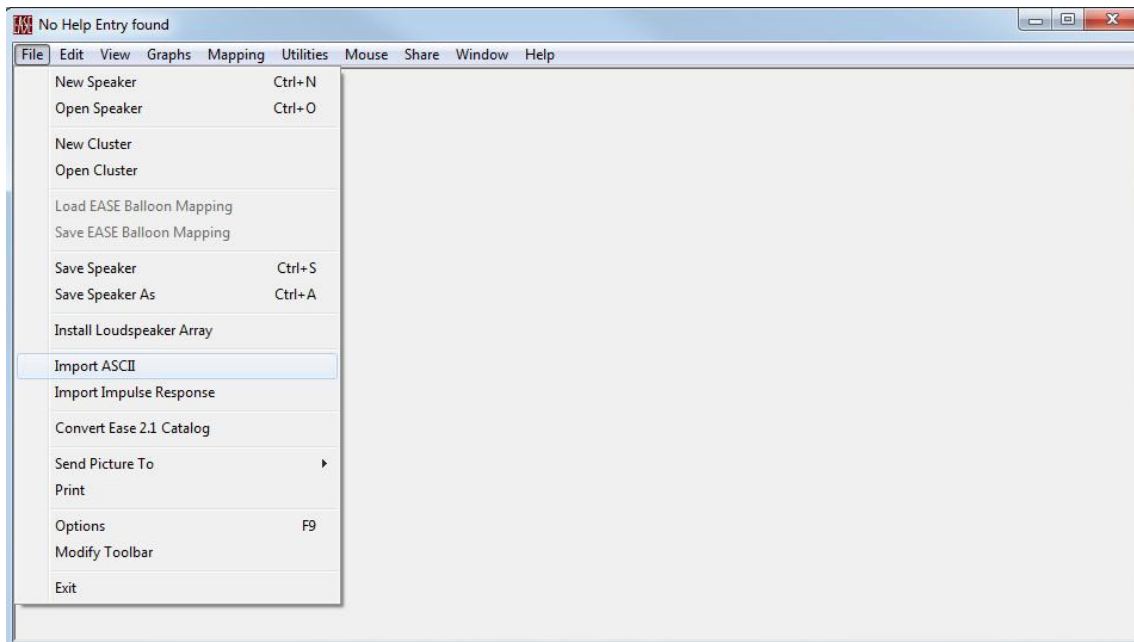 EASE No Help Entry found
File Edit View Graphs Mapping Utilities Mouse Share Window Help
New Speaker Ctrl+N
Open Speaker Ctrl+O
New Cluster
Open Cluster
Load EASE Balloon Mapping
Save EASE Balloon Mapping
Save Speaker Ctrl+S
Save Speaker As Ctrl+A
Install Loudspeaker Array
Import ASCII
Import Impulse Response
Convert Ease 2.1 Catalog
Send Picture To
Print
Options F9
Modify Toolbar
Exit